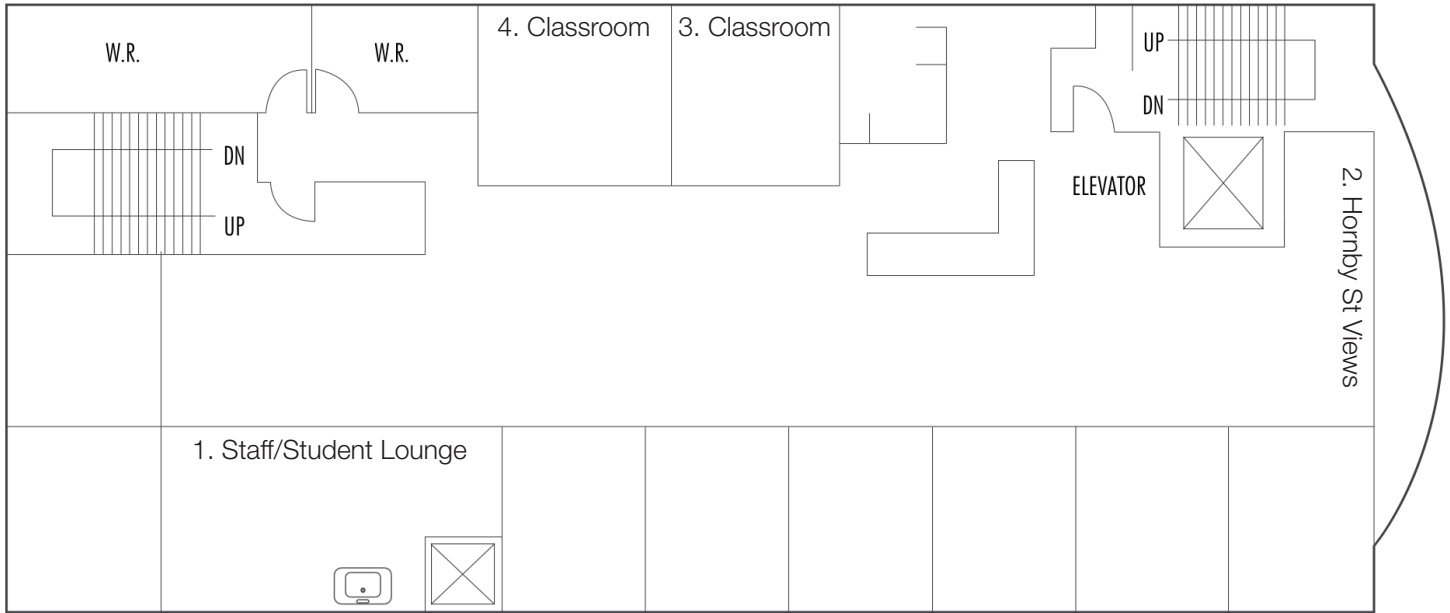 4. Classroom
3. Classroom
W.R.
W.R.
UP
DN
DN
UP
ELEVATOR
2. Hornby St Views
1. Staff/Student Lounge